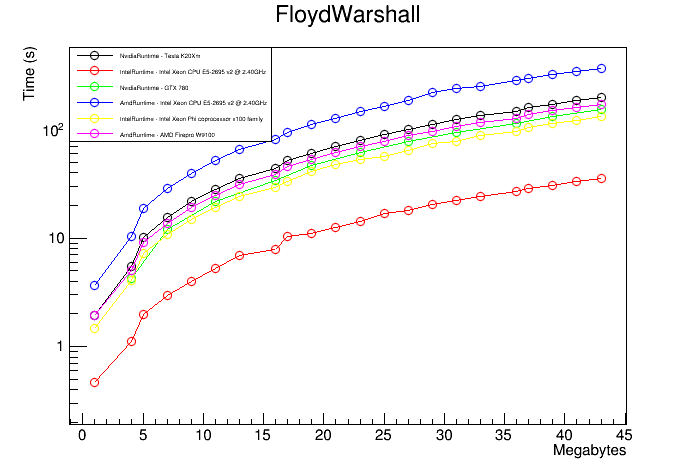 FloydWarshall
Time (s)
NvidiaRuntime - Tesla K20Xm
IntelRuntime - Intel Xeon CPU E5-2695 v2 @ 2.40GHz
NvidiaRuntime - GTX 780
AmdRuntime - Intel Xeon CPU E5-2695 v2 @ 2.40GHz
IntelRuntime - Intel Xeon Phi coprocessor x100 family
AmdRuntime - AMD Firepro W9100
10²
10
1
0 5 10 15 20 25 30 35 40 45
Megabytes